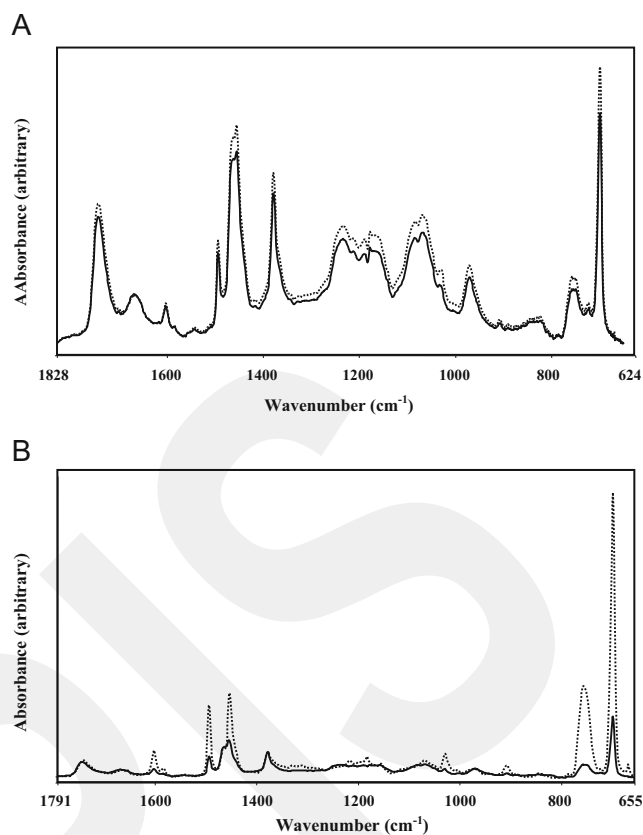 A
AAbsorbance (arbitrary)
1828 1600 1400 1200 1000 800 624
Wavenumber (cm⁻¹)
B
Absorbance (arbitrary)
1791 1600 1400 1200 1000 800 655
Wavenumber (cm⁻¹)